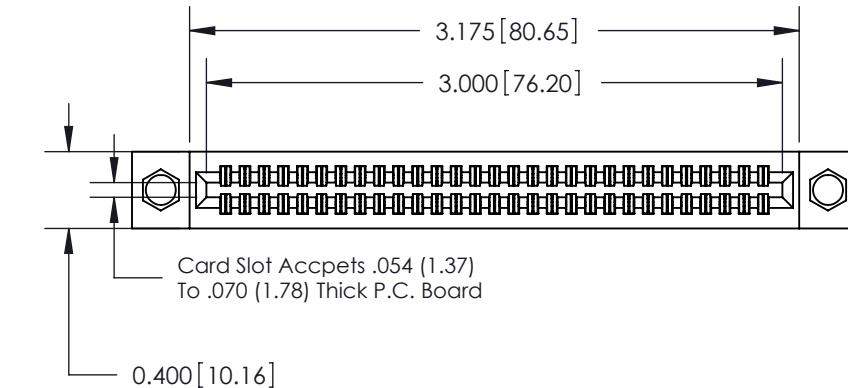 3.175[80.65]
3.000[76.20]
Card Slot Accpets .054 (1.37)
To .070 (1.78) Thick P.C. Board
0.400[10.16]